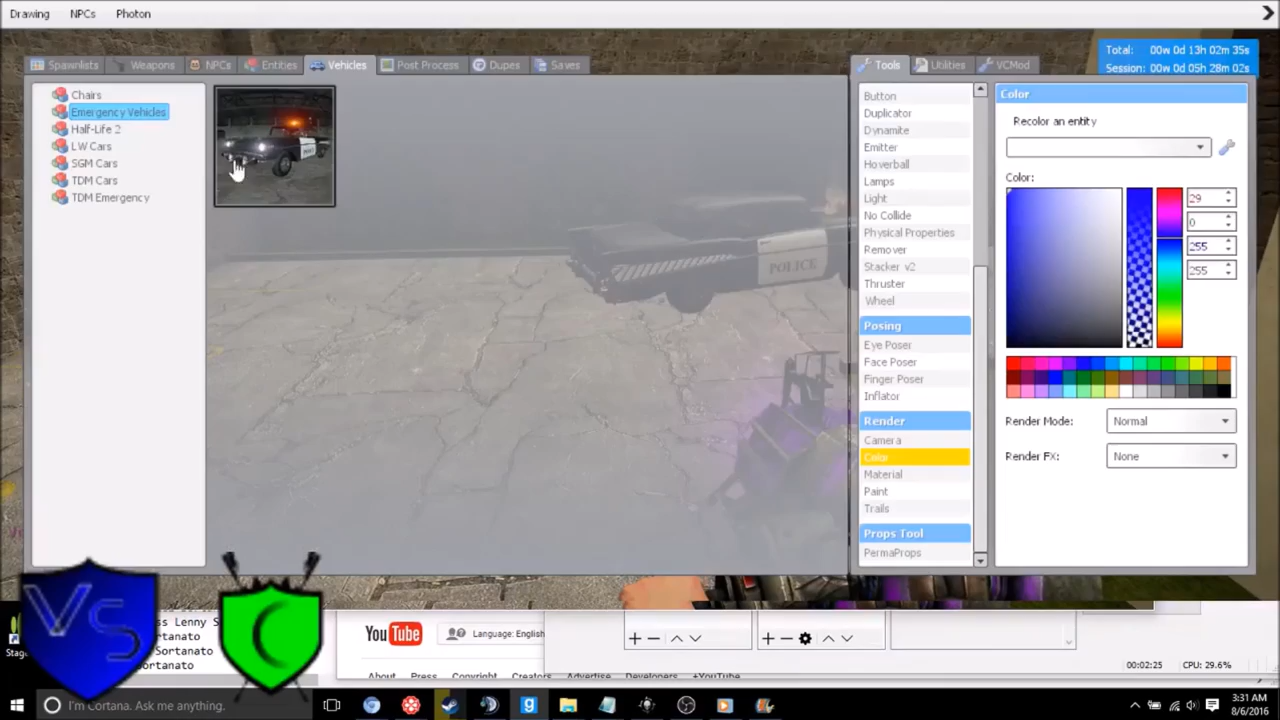 Drawing NPCs Photon
Total: 00w 0d 13h 02m 35s
Session: 00w 0d 05h 28m 02s
Spawnlists Weapons NPCs Entities Vehicles Post Process Dupes Saves
Tools Utilities VCMod
Chairs
Emergency Vehicles
Half-Life 2
LW Cars
SGM Cars
TDM Cars
TDM Emergency
POLICE
Button
Duplicator
Dynamite
Emitter
Hoverball
Lamps
Light
No Collide
Physical Properties
Remover
Stacker v2
Thruster
Wheel
Posing
Eye Poser
Face Poser
Finger Poser
Inflator
Render
Camera
Color
Material
Paint
Trails
Props Tool
PermaProps
Color
Recolor an entity
Color:
29
0
255
255
Render Mode: Normal
Render FX: None
VS
C
ss Lenny S
ortanato
Sortanato
ortanato
Stag
YouTube Language: English
About Press Copyright Creators Advertise Developers +YouTube
00:02:25 CPU: 29.6%
I'm Cortana. Ask me anything.
3:31 AM
8/6/2016